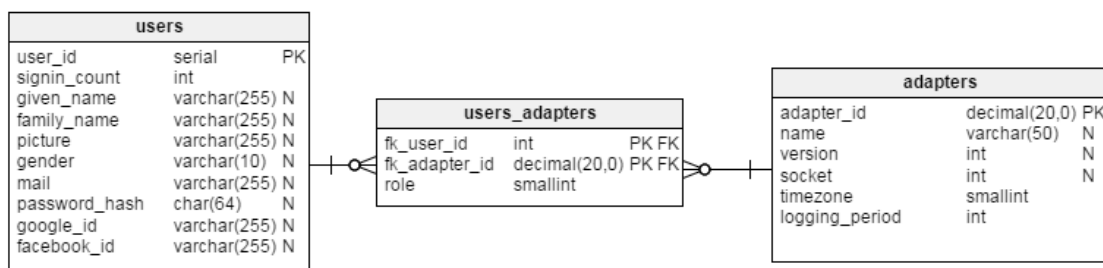 users
user_id serial PK
signin_count int
given_name varchar(255) N
family_name varchar(255) N
picture varchar(255) N
gender varchar(10) N
mail varchar(255) N
password_hash char(64) N
google_id varchar(255) N
facebook_id varchar(255) N
users_adapters
fk_user_id int PK FK
fk_adapter_id decimal(20,0) PK FK
role smallint
adapters
adapter_id decimal(20,0) PK
name varchar(50) N
version int N
socket int N
timezone smallint
logging_period int